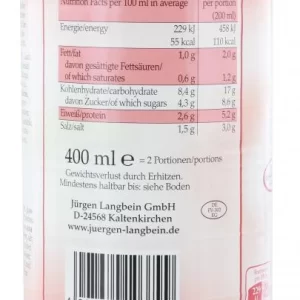 Nutrition Facts per 100 ml in average per portion
(200 ml)
Energie/energy 229 kJ 458 kJ
55 kcal 110 kcal
Fett/fat 1,0 g 2,0 g
davon gesättigte Fettsäuren/
of which saturates 0,6 g 1,2 g
Kohlenhydrate/carbohydrate 8,4 g 17 g
davon Zucker/of which sugars 4,3 g 8,6 g
Eiweiß/protein 2,6 g 5,2 g
Salz/salt 1,5 g 3,0 g
400 ml e = 2 Portionen/portions
Gewichtsverlust durch Erhitzen.
Mindestens haltbar bis: siehe Boden
Jürgen Langbein GmbH
D-24568 Kaltenkirchen
www.juergen-langbein.de
DE
EG